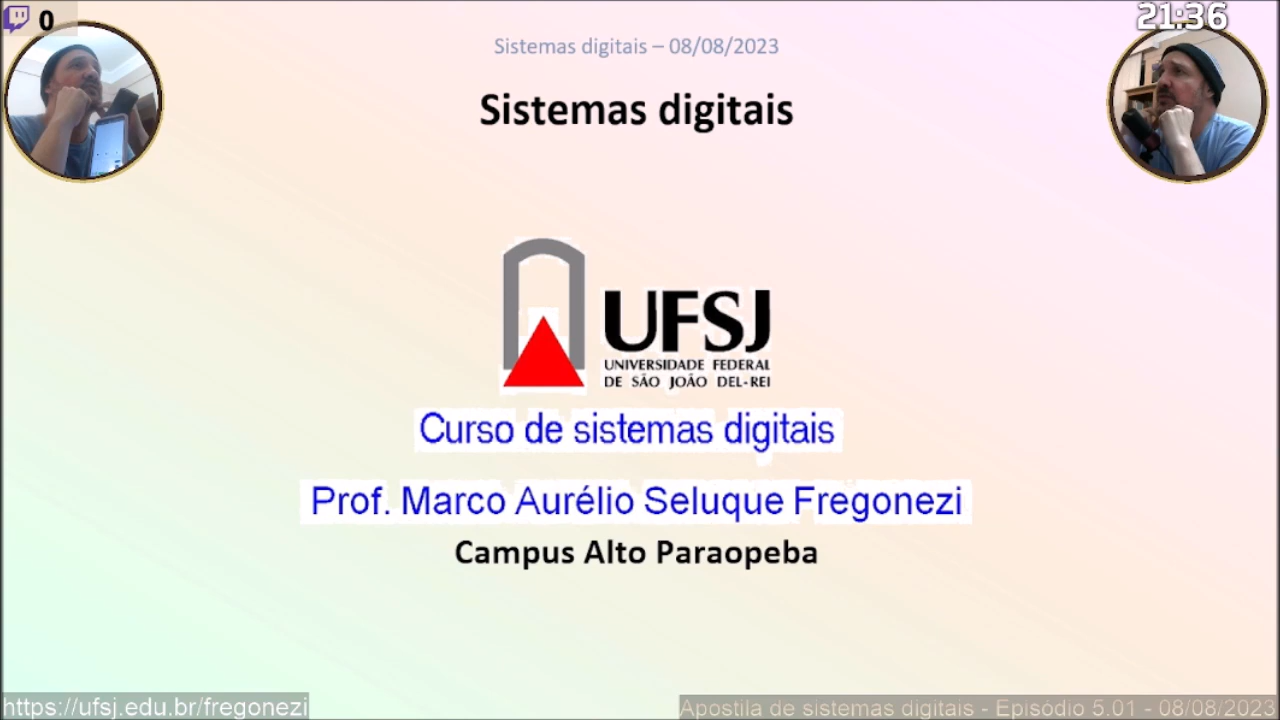 0
21:36
Sistemas digitais – 08/08/2023
Sistemas digitais
UFSJ
UNIVERSIDADE FEDERAL
DE SÃO JOÃO DEL-REI
Curso de sistemas digitais
Prof. Marco Aurélio Seluque Fregonezi
Campus Alto Paraopeba
https://ufsj.edu.br/fregonezi
Apostila de sistemas digitais - Episódio 5.01 - 08/08/2023